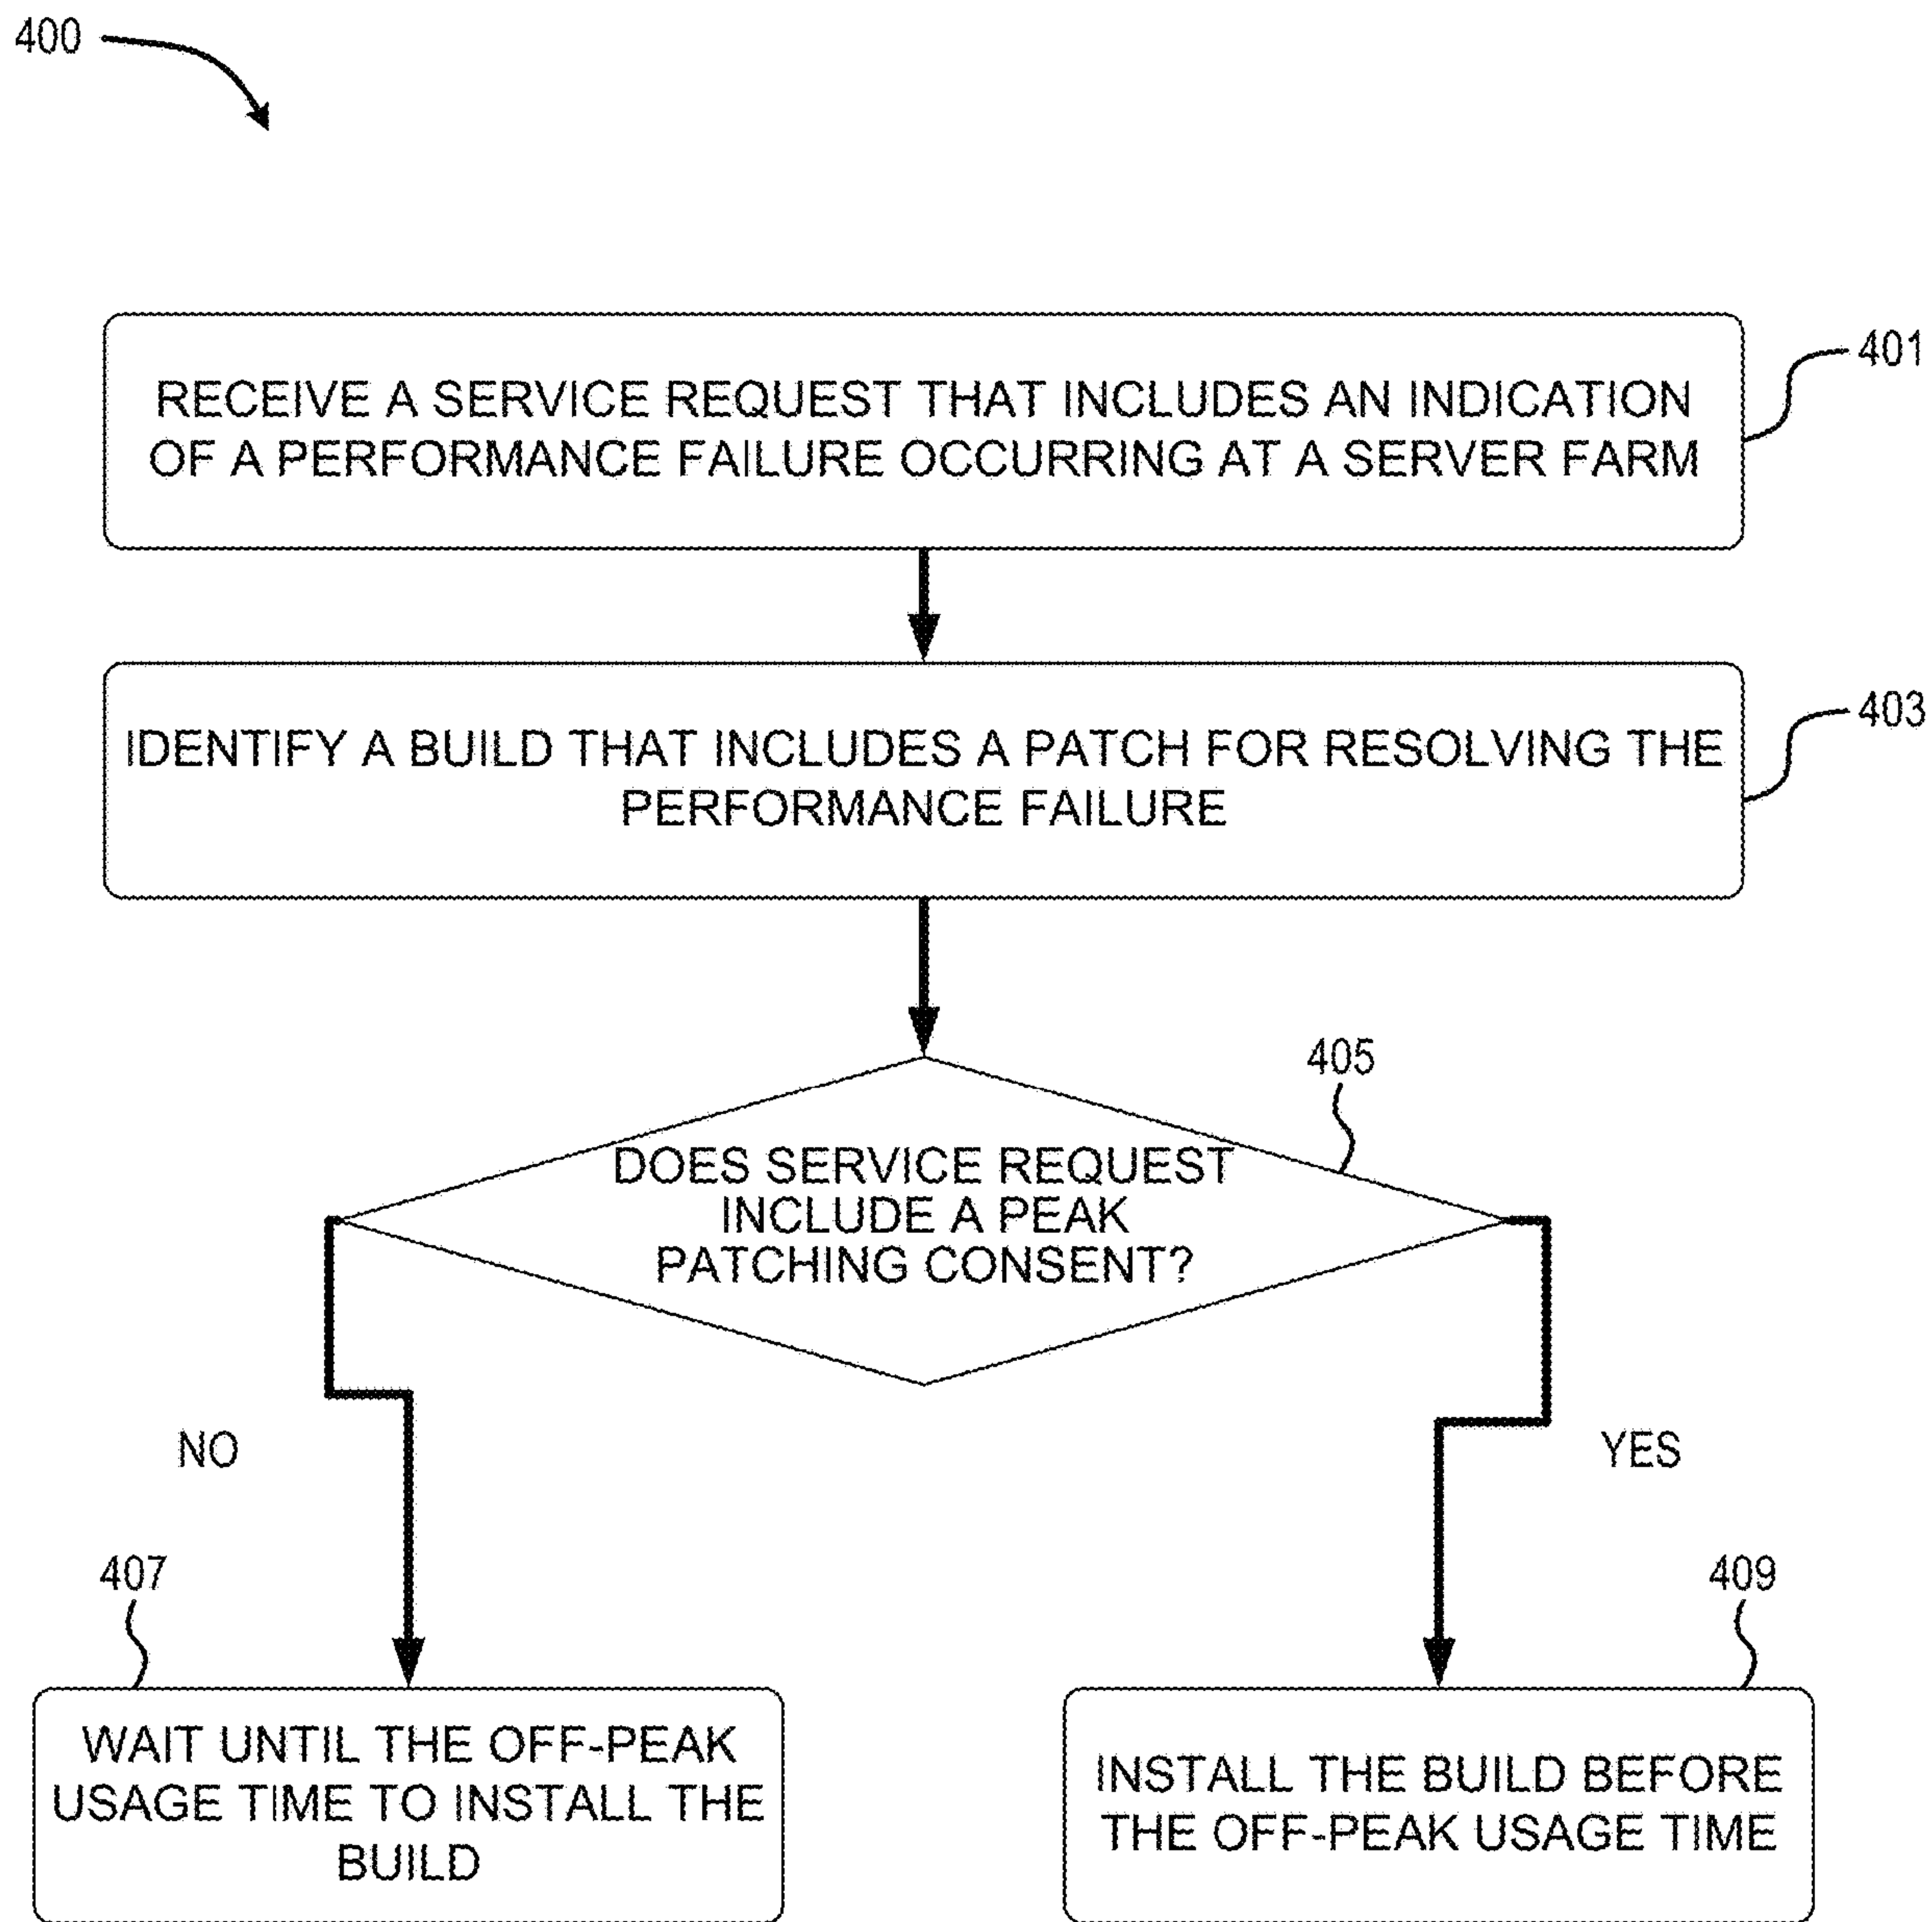 400
RECEIVE A SERVICE REQUEST THAT INCLUDES AN INDICATION
OF A PERFORMANCE FAILURE OCCURRING AT A SERVER FARM
401
IDENTIFY A BUILD THAT INCLUDES A PATCH FOR RESOLVING THE
PERFORMANCE FAILURE
403
405
DOES SERVICE REQUEST
INCLUDE A PEAK
PATCHING CONSENT?
NO
YES
407
WAIT UNTIL THE OFF-PEAK
USAGE TIME TO INSTALL THE
BUILD
409
INSTALL THE BUILD BEFORE
THE OFF-PEAK USAGE TIME